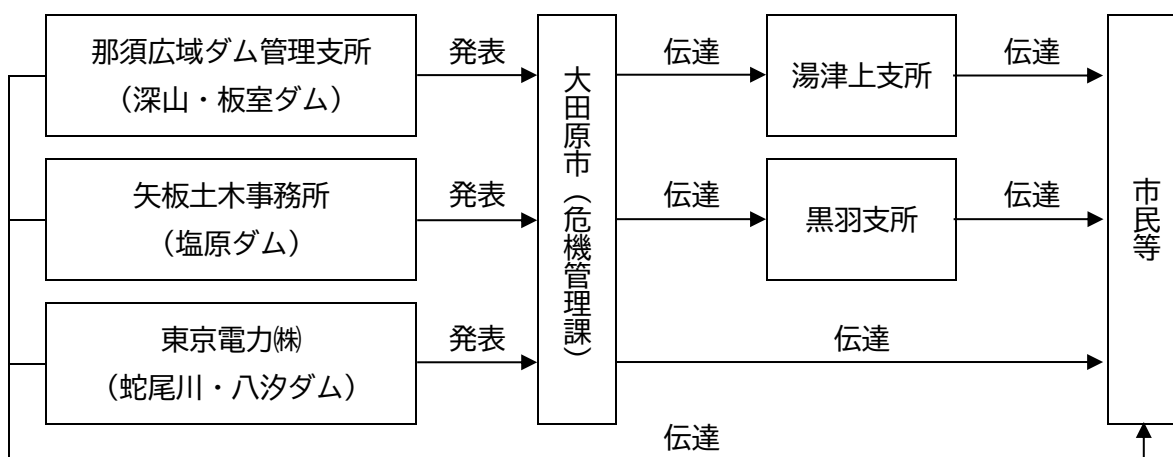 那須広域ダム管理支所
（深山・板室ダム）
発表
伝達
湯津上支所
伝達
矢板土木事務所
（塩原ダム）
発表
大田原市（危機管理課）
伝達
黒羽支所
伝達
市民等
東京電力㈱
（蛇尾川・八汐ダム）
発表
伝達
伝達